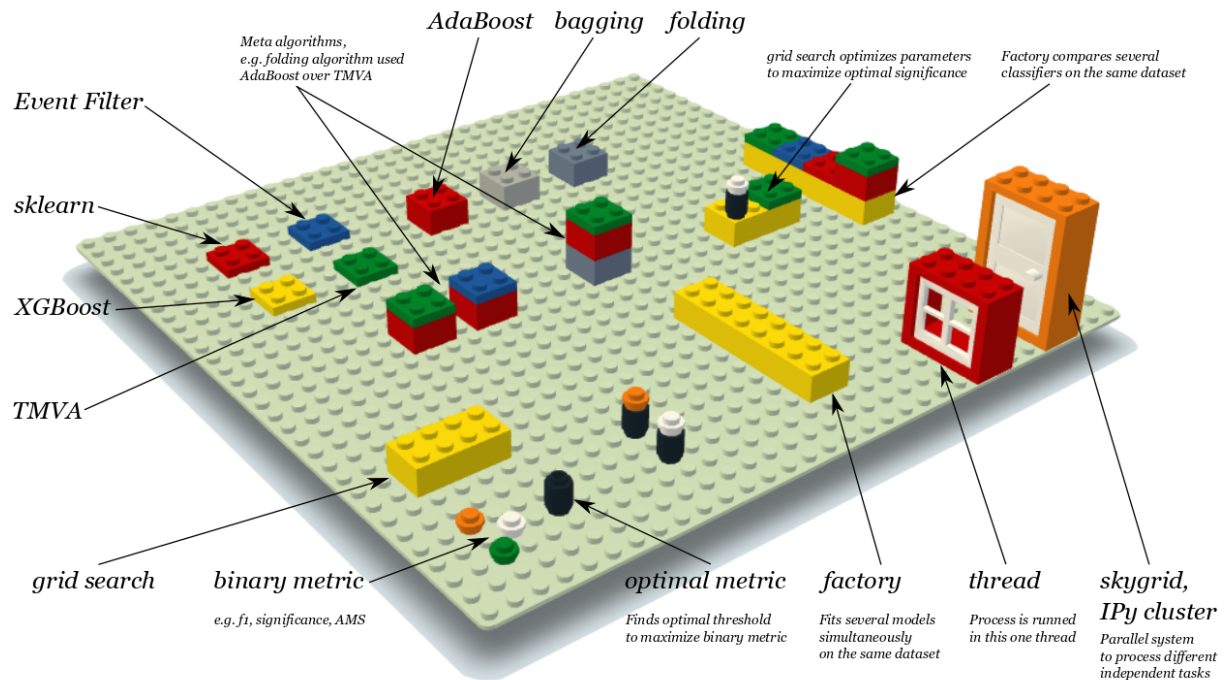 AdaBoost bagging folding
Meta algorithms,
e.g. folding algorithm used
AdaBoost over TMVA
grid search optimizes parameters
to maximize optimal significance
Factory compares several
classifiers on the same dataset
Event Filter
sklearn
XGBoost
TMVA
grid search
binary metric
e.g. f1, significance, AMS
optimal metric
Finds optimal threshold
to maximize binary metric
factory
Fits several models
simultaneously
on the same dataset
thread
Process is runned
in this one thread
skygrid,
IPy cluster
Parallel system
to process different
independent tasks